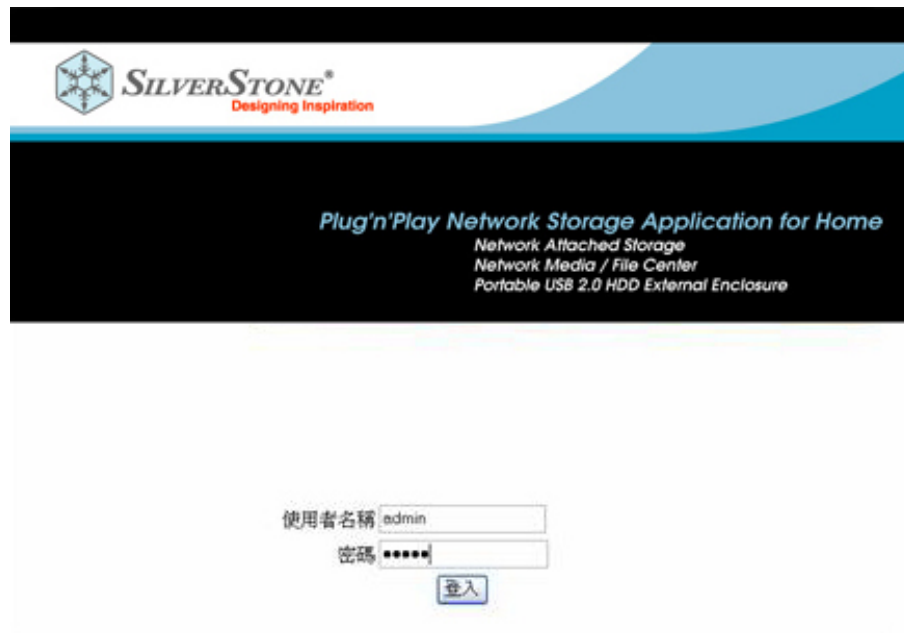 SILVERSTONE®
Designing Inspiration
Plug'n'Play Network Storage Application for Home
Network Attached Storage
Network Media / File Center
Portable USB 2.0 HDD External Enclosure
使用者名稱 admin
密碼 •••••
登入